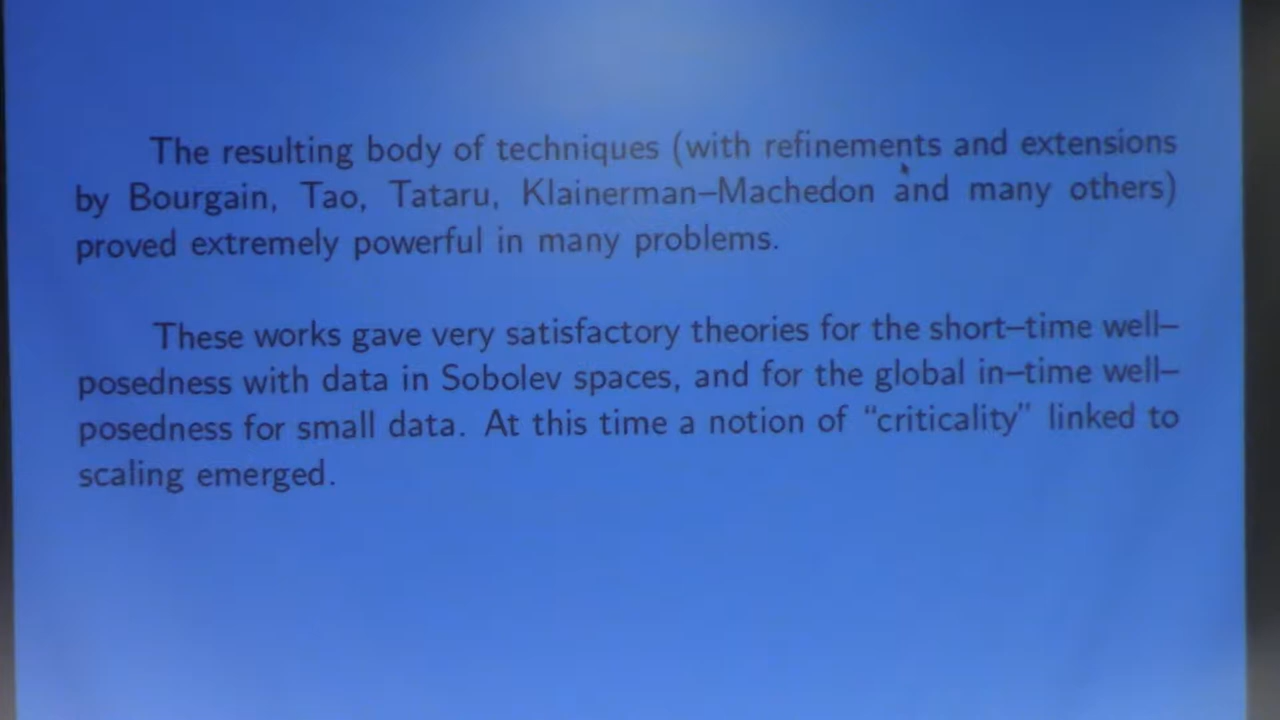 The resulting body of techniques (with refinements and extensions
by Bourgain, Tao, Tataru, Klainerman–Machedon and many others)
proved extremely powerful in many problems.
These works gave very satisfactory theories for the short–time well–
posedness with data in Sobolev spaces, and for the global in–time well–
posedness for small data. At this time a notion of “criticality” linked to
scaling emerged.